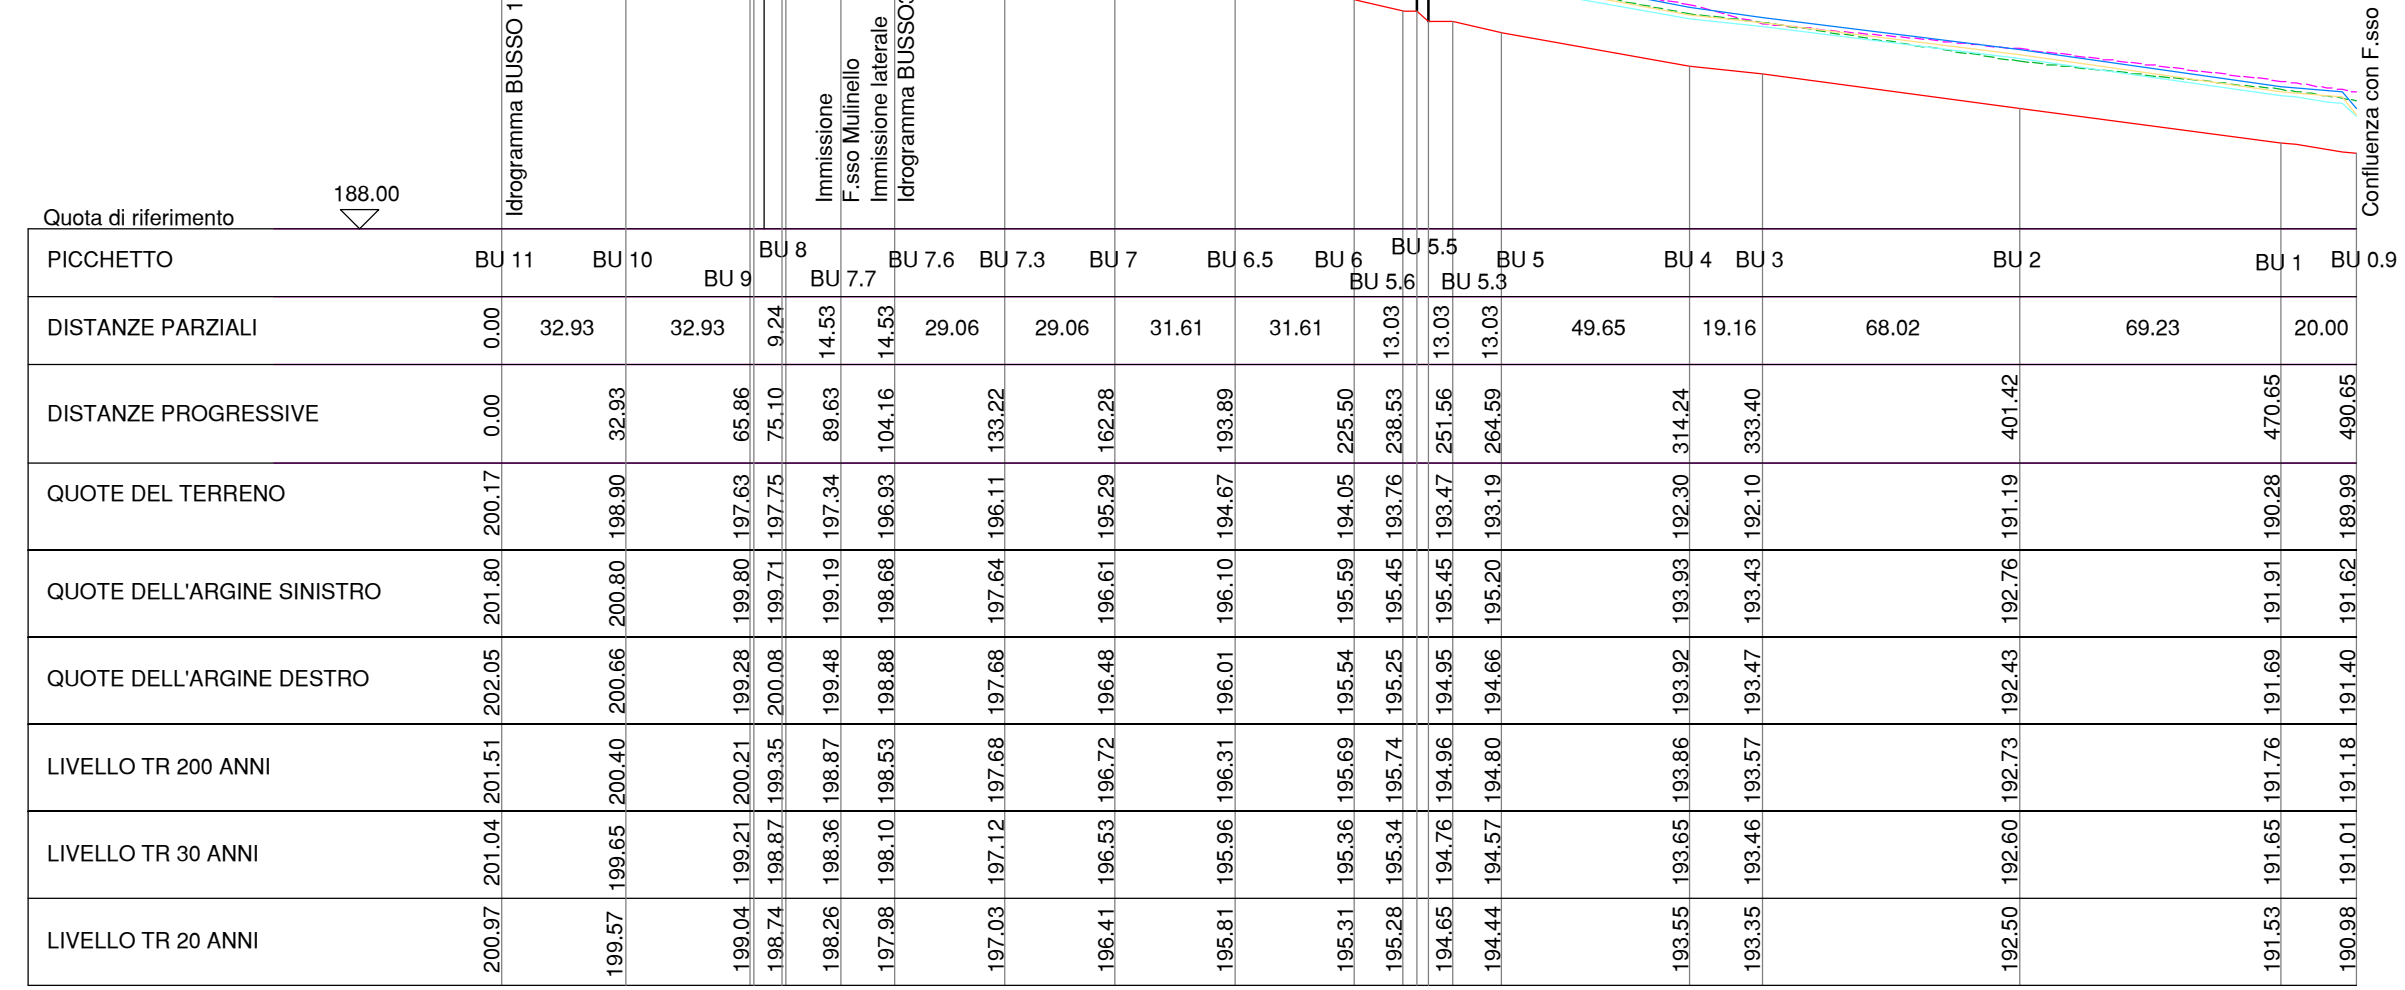 Idrogramma BUSSO 1
Immissione
F.sso Mulinello
Immissione laterale
Idrogramma BUSSO3
Confluenza con F.sso
188.00
Quota di riferimento
PICCHETTO BU 11 BU 10 BU 9 BU 8 BU 7.7 BU 7.6 BU 7.3 BU 7 BU 6.5 BU 6 BU 5.6 BU 5.5 BU 5.3 BU 5 BU 4 BU 3 BU 2 BU 1 BU 0.9
DISTANZE PARZIALI 0.00 32.93 32.93 9.24 14.53 14.53 29.06 29.06 31.61 31.61 13.03 13.03 13.03 49.65 19.16 68.02 69.23 20.00
DISTANZE PROGRESSIVE 0.00 32.93 65.86 75.10 89.63 104.16 133.22 162.28 193.89 225.50 238.53 251.56 264.59 314.24 333.40 401.42 470.65 490.65
QUOTE DEL TERRENO 200.17 198.90 197.63 197.75 197.34 196.93 196.11 195.29 194.67 194.05 193.76 193.47 193.19 192.30 192.10 191.19 190.28 189.99
QUOTE DELL'ARGINE SINISTRO 201.80 200.80 199.80 199.71 199.19 198.68 197.64 196.61 196.10 195.59 195.45 195.45 195.20 193.93 193.43 192.76 191.91 191.62
QUOTE DELL'ARGINE DESTRO 202.05 200.66 199.28 200.08 199.48 198.88 197.68 196.48 196.01 195.54 195.25 194.95 194.66 193.92 193.47 192.43 191.69 191.40
LIVELLO TR 200 ANNI 201.51 200.40 200.21 199.35 198.87 198.53 197.68 196.72 196.31 195.69 195.74 194.96 194.80 193.86 193.57 192.73 191.76 191.18
LIVELLO TR 30 ANNI 201.04 199.65 199.21 198.87 198.36 198.10 197.12 196.53 195.96 195.36 195.34 194.76 194.57 193.65 193.46 192.60 191.65 191.01
LIVELLO TR 20 ANNI 200.97 199.57 199.04 198.74 198.26 197.98 197.03 196.41 195.81 195.31 195.28 194.65 194.44 193.55 193.35 192.50 191.53 190.98